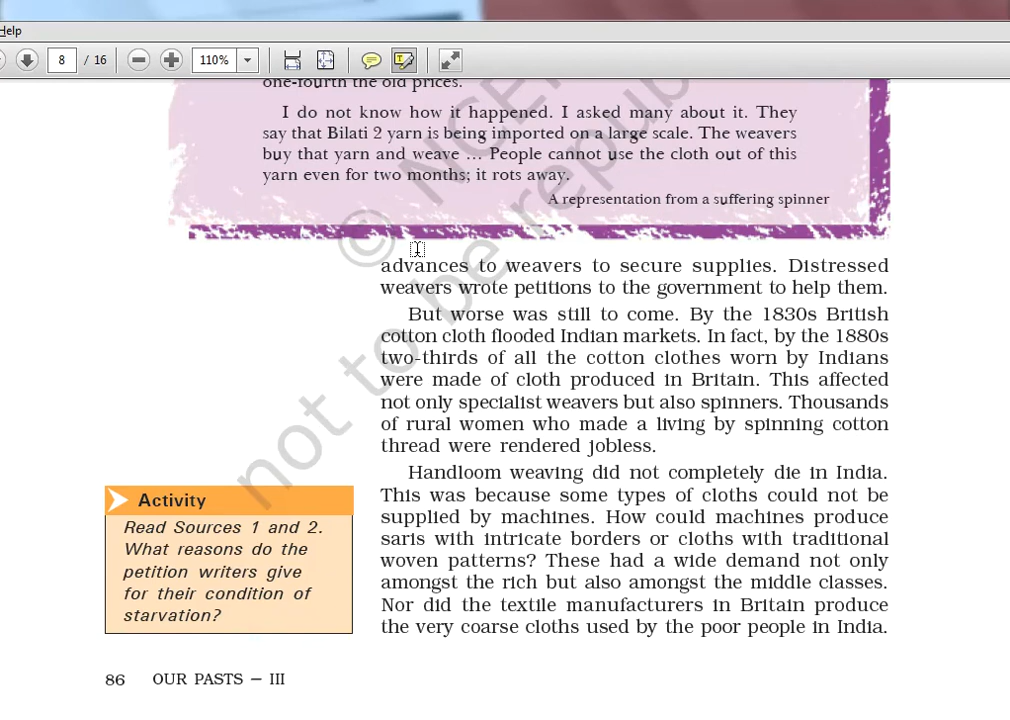 Help
8 / 16
110%
one-fourth the old prices.
I do not know how it happened. I asked many about it. They
say that Bilati 2 yarn is being imported on a large scale. The weavers
buy that yarn and weave ... People cannot use the cloth out of this
yarn even for two months; it rots away.
A representation from a suffering spinner
advances to weavers to secure supplies. Distressed
weavers wrote petitions to the government to help them.
But worse was still to come. By the 1830s British
cotton cloth flooded Indian markets. In fact, by the 1880s
two-thirds of all the cotton clothes worn by Indians
were made of cloth produced in Britain. This affected
not only specialist weavers but also spinners. Thousands
of rural women who made a living by spinning cotton
thread were rendered jobless.
Handloom weaving did not completely die in India.
This was because some types of cloths could not be
supplied by machines. How could machines produce
saris with intricate borders or cloths with traditional
woven patterns? These had a wide demand not only
amongst the rich but also amongst the middle classes.
Nor did the textile manufacturers in Britain produce
the very coarse cloths used by the poor people in India.
Activity
Read Sources 1 and 2.
What reasons do the
petition writers give
for their condition of
starvation?
86 OUR PASTS – III
© NCE
not to be repub